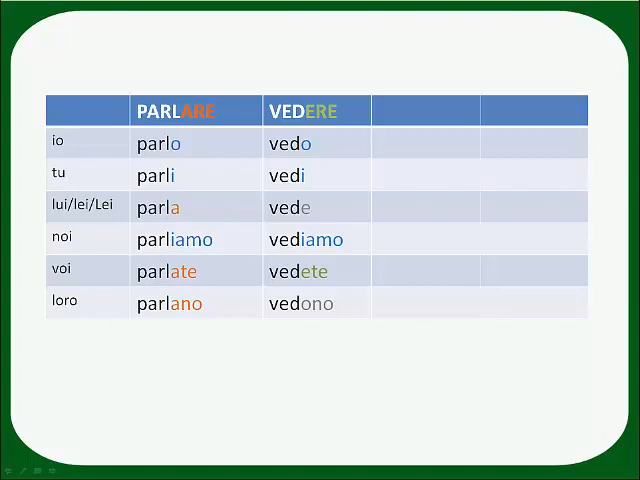 PARLARE VEDERE
io parlo vedo
tu parli vedi
lui/lei/Lei parla vede
noi parliamo vediamo
voi parlate vedete
loro parlano vedono